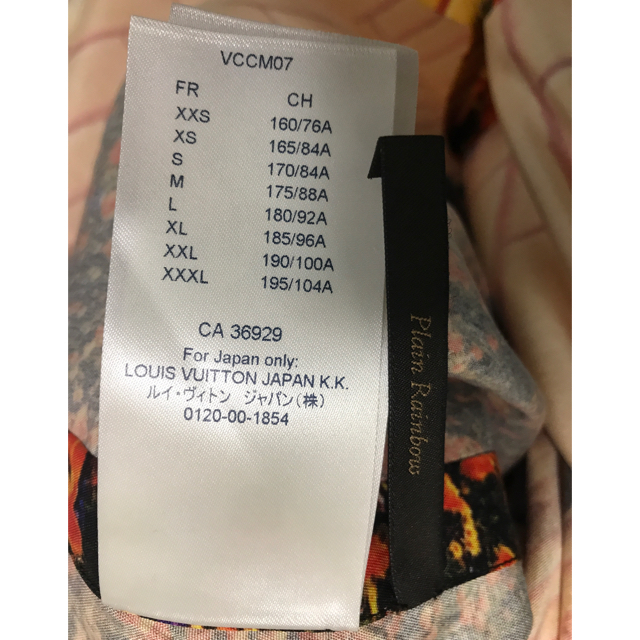 VCCM07
FR CH
XXS 160/76A
XS 165/84A
S 170/84A
M 175/88A
L 180/92A
XL 185/96A
XXL 190/100A
XXXL 195/104A
CA 36929
For Japan only:
LOUIS VUITTON JAPAN K.K.
ルイ・ヴィトン ジャパン(株)
0120-00-1854
Plain Rainbow